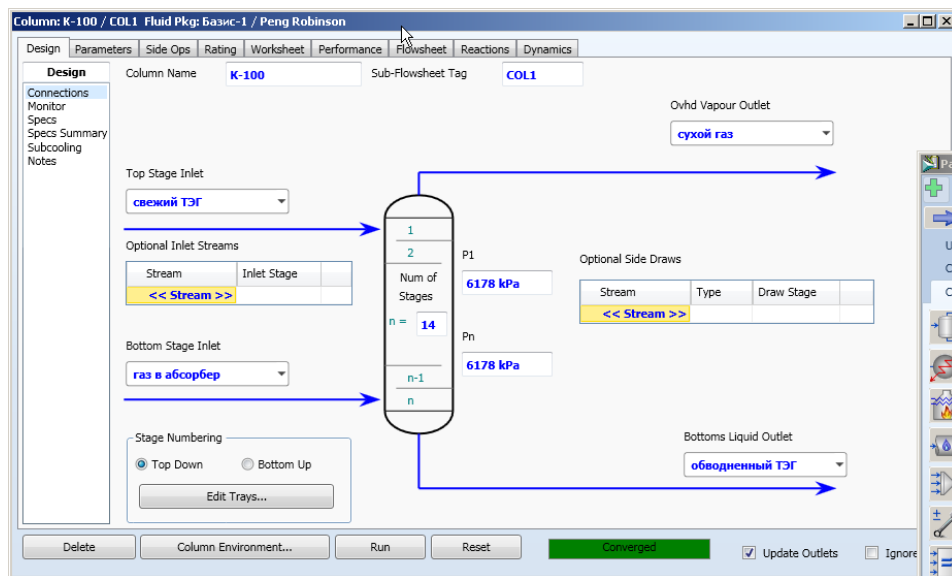 Column: K-100 / COL1 Fluid Pkg: Базис-1 / Peng Robinson
Design Parameters Side Ops Rating Worksheet Performance Flowsheet Reactions Dynamics
Design
Connections
Monitor
Specs
Specs Summary
Subcooling
Notes
Column Name K-100 Sub-Flowsheet Tag COL1
Ovhd Vapour Outlet
сухой газ
Top Stage Inlet
свежий ТЭГ
Optional Inlet Streams
Stream Inlet Stage
<< Stream >>
Bottom Stage Inlet
газ в абсорбер
1
2
Num of
Stages
n = 14
n-1
n
P1
6178 kPa
Pn
6178 kPa
Optional Side Draws
Stream Type Draw Stage
<< Stream >>
Stage Numbering
Top Down Bottom Up
Edit Trays...
Bottoms Liquid Outlet
обводненный ТЭГ
Delete Column Environment... Run Reset Converged Update Outlets Ignore